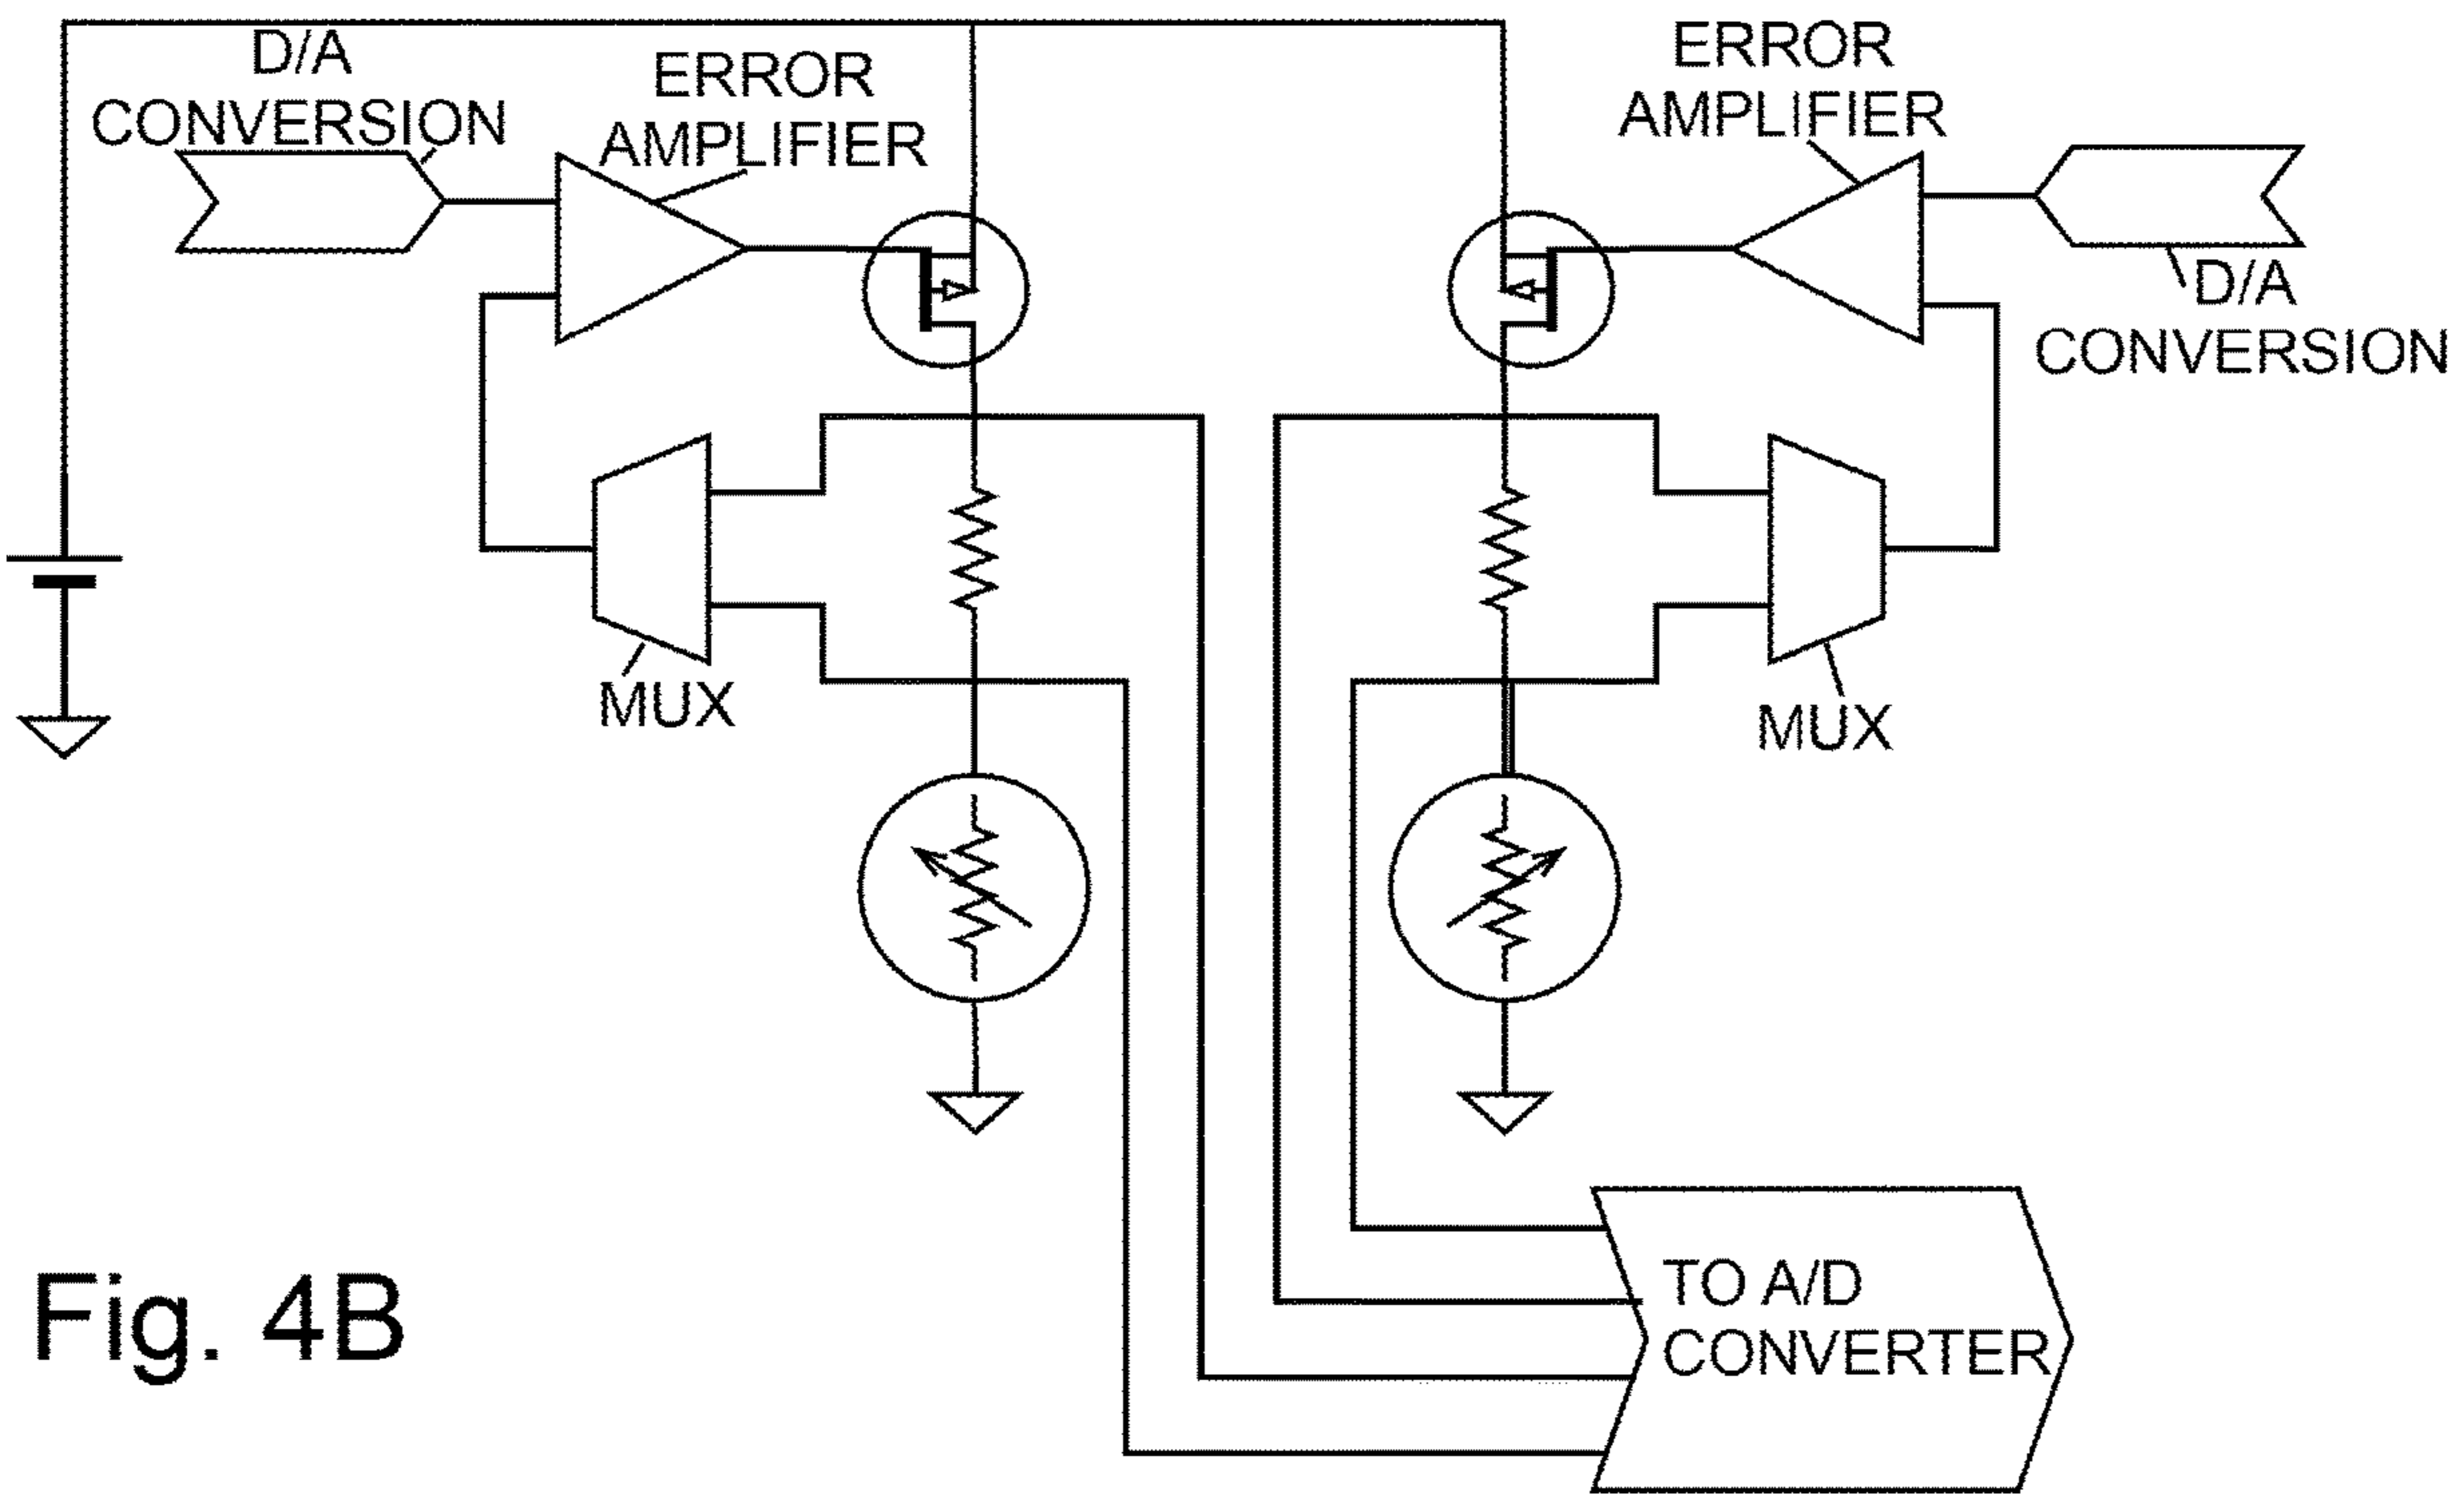 D/A
CONVERSION
ERROR
AMPLIFIER
ERROR
AMPLIFIER
D/A
CONVERSION
MUX
MUX
TO A/D
CONVERTER
Fig. 4B